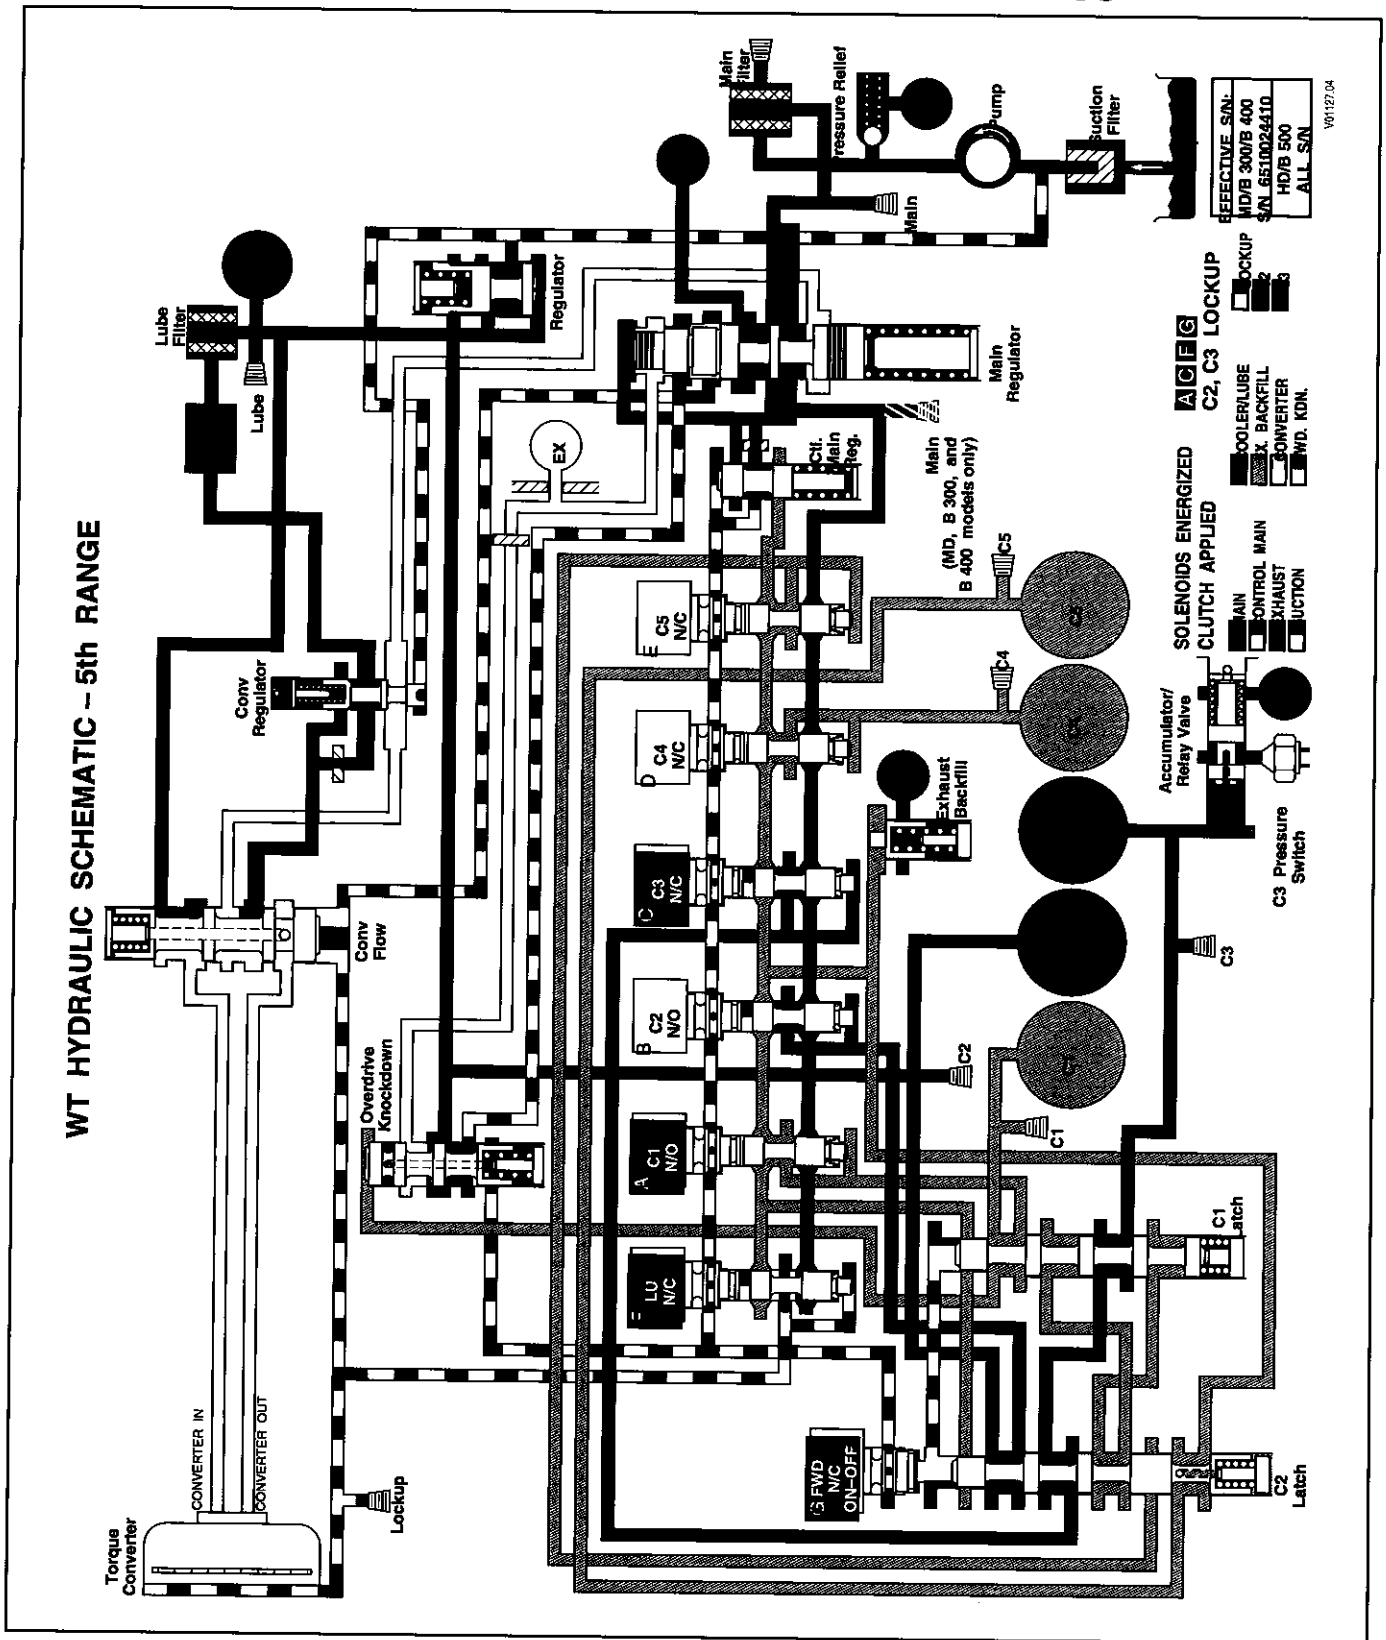 WT HYDRAULIC SCHEMATIC – 5th RANGE
Torque
Converter
CONVERTER IN
CONVERTER OUT
Lockup
Conv
Flow
Conv
Regulator
Lube
Filter
Lube
Regulator
Overdrive
Knockdown
EX
Main
Filter
Pressure Relief
Pump
Suction
Filter
Main
Main
Regulator
Ctl.
Main
Reg.
Main
(MD, B 300, and
B 400 models only)
G FWD
N/C
ON–OFF
LU
N/C
A
C1
N/O
B
C2
N/O
C
C3
N/C
D
C4
N/C
E
C5
N/C
Exhaust
Backfill
C1
C2
C3
C4
C5
C1
C5
C1
Latch
C2
Latch
Accumulator/
Relay Valve
C3 Pressure
Switch
SOLENOIDS ENERGIZED
A C F G
CLUTCH APPLIED
C2, C3 LOCKUP
MAIN
CONTROL MAIN
EXHAUST
SUCTION
COOLER/LUBE
EX. BACKFILL
CONVERTER
FWD. KDN.
LOCKUP
EFFECTIVE S/N:
MD/B 300/B 400
S/N 6510024410
HD/B 500
ALL S/N
V01127.04